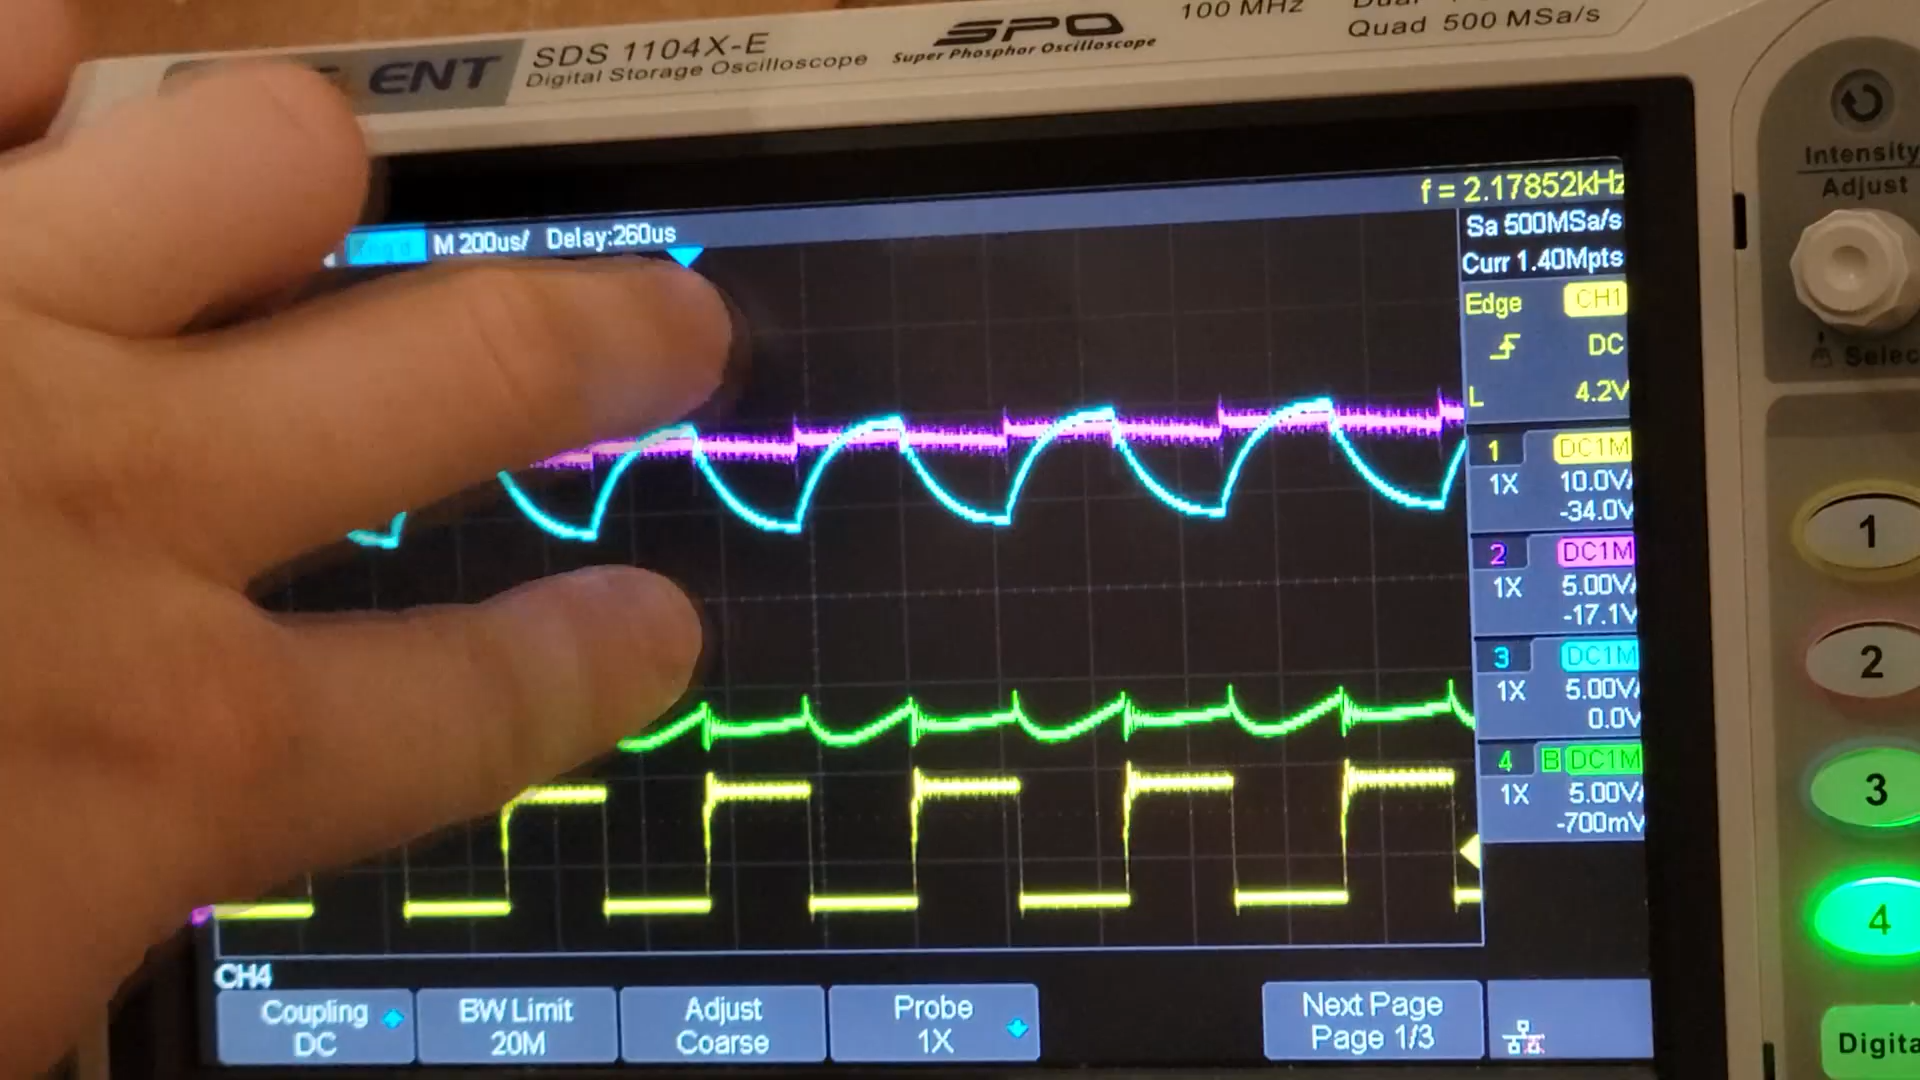 ENT
SDS 1104X-E
Digital Storage Oscilloscope
SPO
Super Phosphor Oscilloscope
100 MHz
Quad 500 MSa/s
Intensity
Adjust
Selec
f = 2.17852kHz
M 200us/ Delay:260us
Sa 500MSa/s
Curr 1.40Mpts
Edge CH1
DC
L 4.2V
1 DC1M
1X 10.0V/
-34.0V
2 DC1M
1X 5.00V/
-17.1V
3 DC1M
1X 5.00V/
0.0V
4 B DC1M
1X 5.00V/
-700mV
CH4
Coupling
DC
BW Limit
20M
Adjust
Coarse
Probe
1X
Next Page
Page 1/3
1
2
3
4
Digita